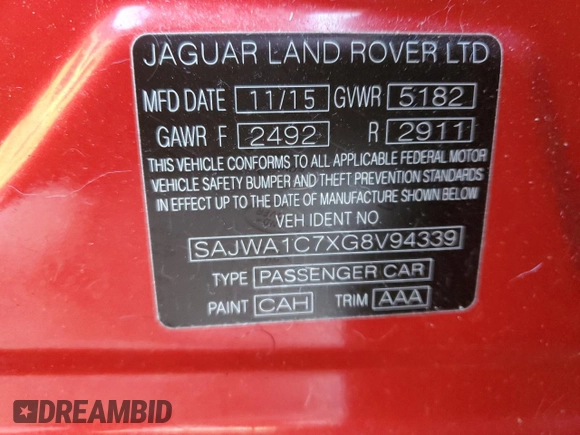 JAGUAR LAND ROVER LTD
MFD DATE 11/15 GVWR 5182
GAWR F 2492 R 2911
THIS VEHICLE CONFORMS TO ALL APPLICABLE FEDERAL MOTOR
VEHICLE SAFETY BUMPER AND THEFT PREVENTION STANDARDS
IN EFFECT UP TO THE DATE OF MANUFACTURE SHOWN BELOW
VEH IDENT NO.
SAJWA1C7XG8V94339
TYPE PASSENGER CAR
PAINT CAH TRIM AAA
DREAMBID